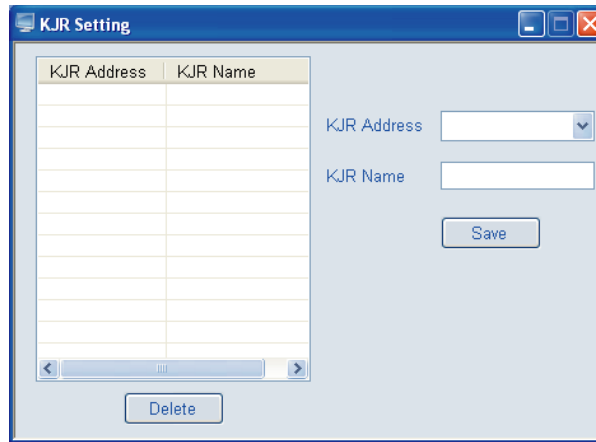 KJR Setting
KJR Address KJR Name
KJR Address
KJR Name
Save
Delete